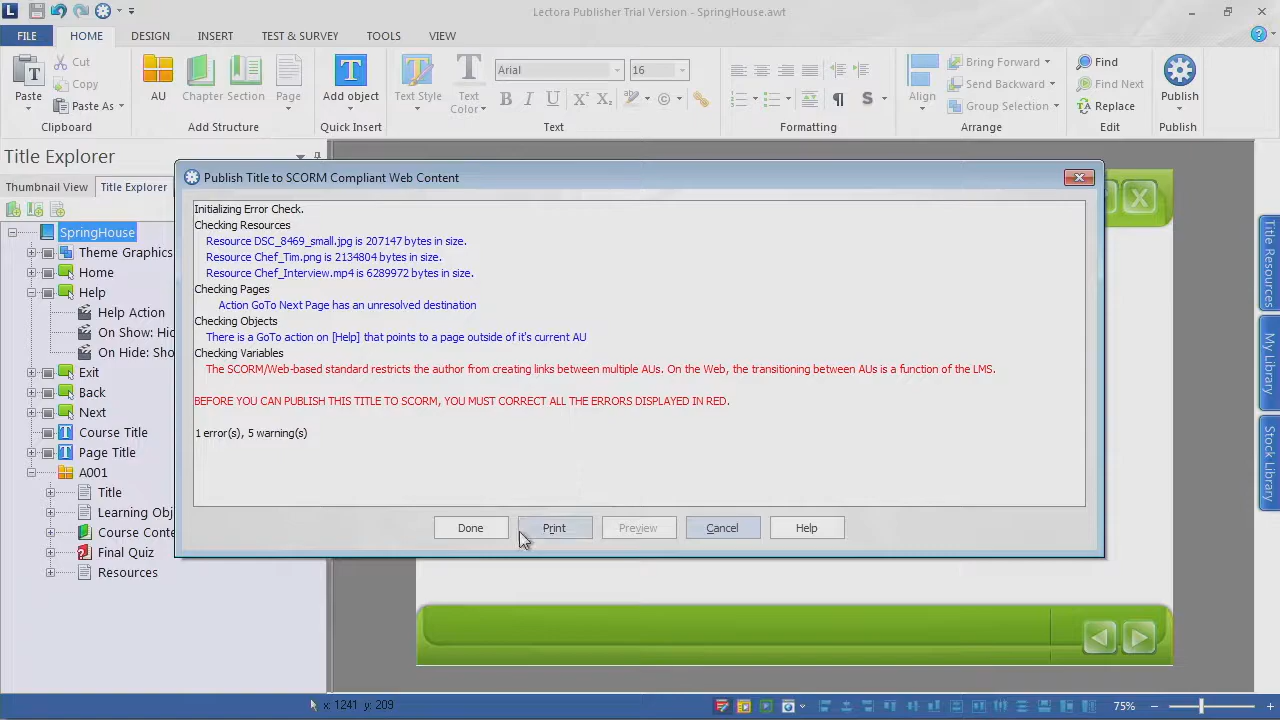 Lectora Publisher Trial Version - SpringHouse.awt
FILE
HOME
DESIGN
INSERT
TEST & SURVEY
TOOLS
VIEW
Paste
Cut
Copy
Paste As
Clipboard
AU
Chapter
Section
Page
Add Structure
Add object
Quick Insert
Text Style
Text Color
Arial
16
B I U X² X₂
Text
Formatting
Align
Bring Forward
Send Backward
Group Selection
Arrange
Find
Find Next
Replace
Edit
Publish
Publish
Title Explorer
Thumbnail View
Title Explorer
SpringHouse
Theme Graphics
Home
Help
Help Action
On Show: Hid
On Hide: Sho
Exit
Back
Next
Course Title
Page Title
A001
Title
Learning Obj
Course Conte
Final Quiz
Resources
Publish Title to SCORM Compliant Web Content
Initializing Error Check.
Checking Resources
Resource DSC_8469_small.jpg is 207147 bytes in size.
Resource Chef_Tim.png is 2134804 bytes in size.
Resource Chef_Interview.mp4 is 6289972 bytes in size.
Checking Pages
Action GoTo Next Page has an unresolved destination
Checking Objects
There is a GoTo action on [Help] that points to a page outside of it's current AU
Checking Variables
The SCORM/Web-based standard restricts the author from creating links between multiple AUs. On the Web, the transitioning between AUs is a function of the LMS.
BEFORE YOU CAN PUBLISH THIS TITLE TO SCORM, YOU MUST CORRECT ALL THE ERRORS DISPLAYED IN RED.
1 error(s), 5 warning(s)
Done
Print
Preview
Cancel
Help
Title Resources
My Library
Stock Library
x: 1241 y: 209
75%